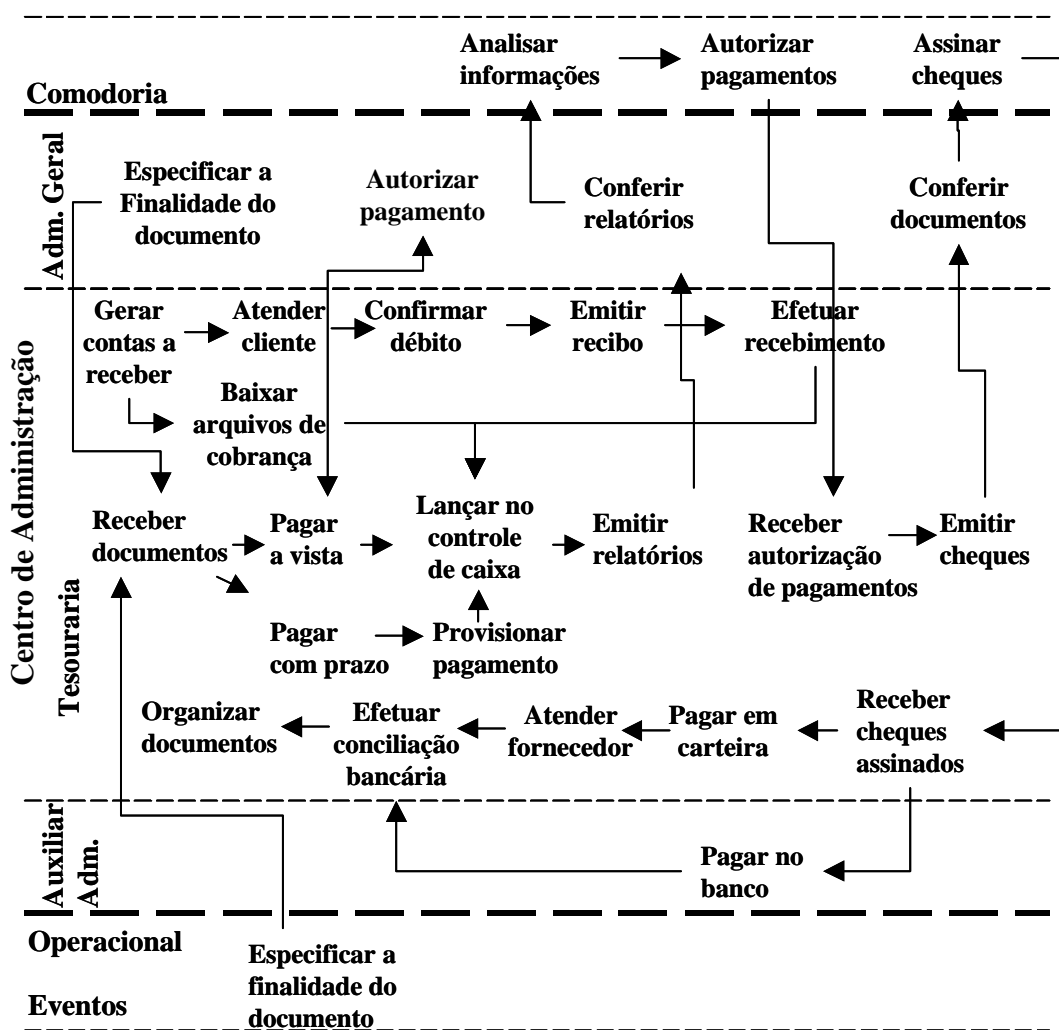 Analisar
informações
Autorizar
pagamentos
Assinar
cheques
Comodoria
Centro de Administração
Adm. Geral
Especificar a
Finalidade do
documento
Autorizar
pagamento
Conferir
relatórios
Conferir
documentos
Tesouraria
Gerar
contas a
receber
Atender
cliente
Confirmar
débito
Emitir
recibo
Efetuar
recebimento
Baixar
arquivos de
cobrança
Receber
documentos
Pagar
a vista
Lançar no
controle
de caixa
Emitir
relatórios
Receber
autorização
de pagamentos
Emitir
cheques
Pagar
com prazo
Provisionar
pagamento
Organizar
documentos
Efetuar
conciliação
bancária
Atender
fornecedor
Pagar em
carteira
Receber
cheques
assinados
Auxiliar
Adm.
Pagar no
banco
Operacional
Eventos
Especificar a
finalidade do
documento